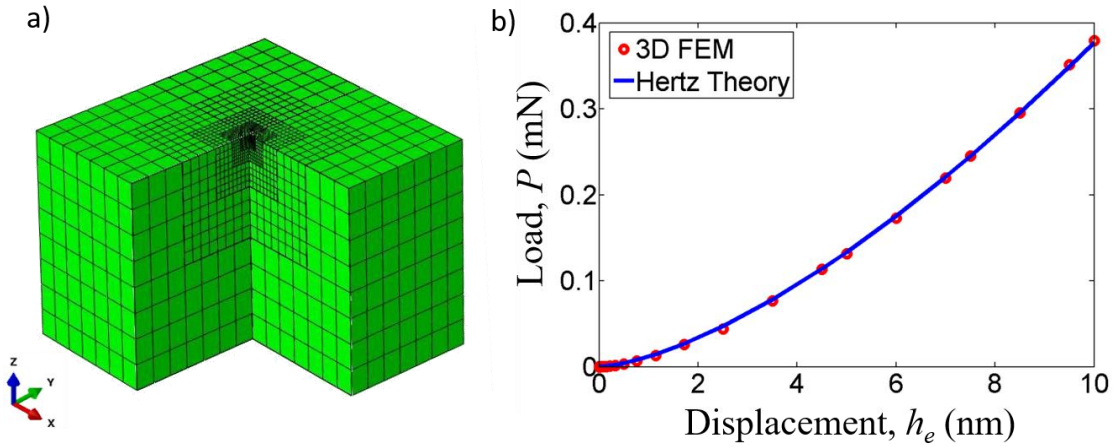 a)
Z
Y
X
b)
Load, P (mN)
0.4
0.3
0.2
0.1
0
3D FEM
Hertz Theory
0 2 4 6 8 10
Displacement, hₑ (nm)